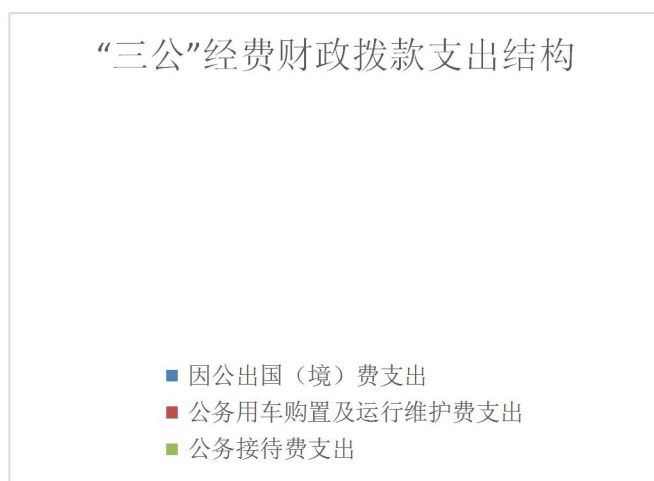 “三公”经费财政拨款支出结构
因公出国（境）费支出
公务用车购置及运行维护费支出
公务接待费支出